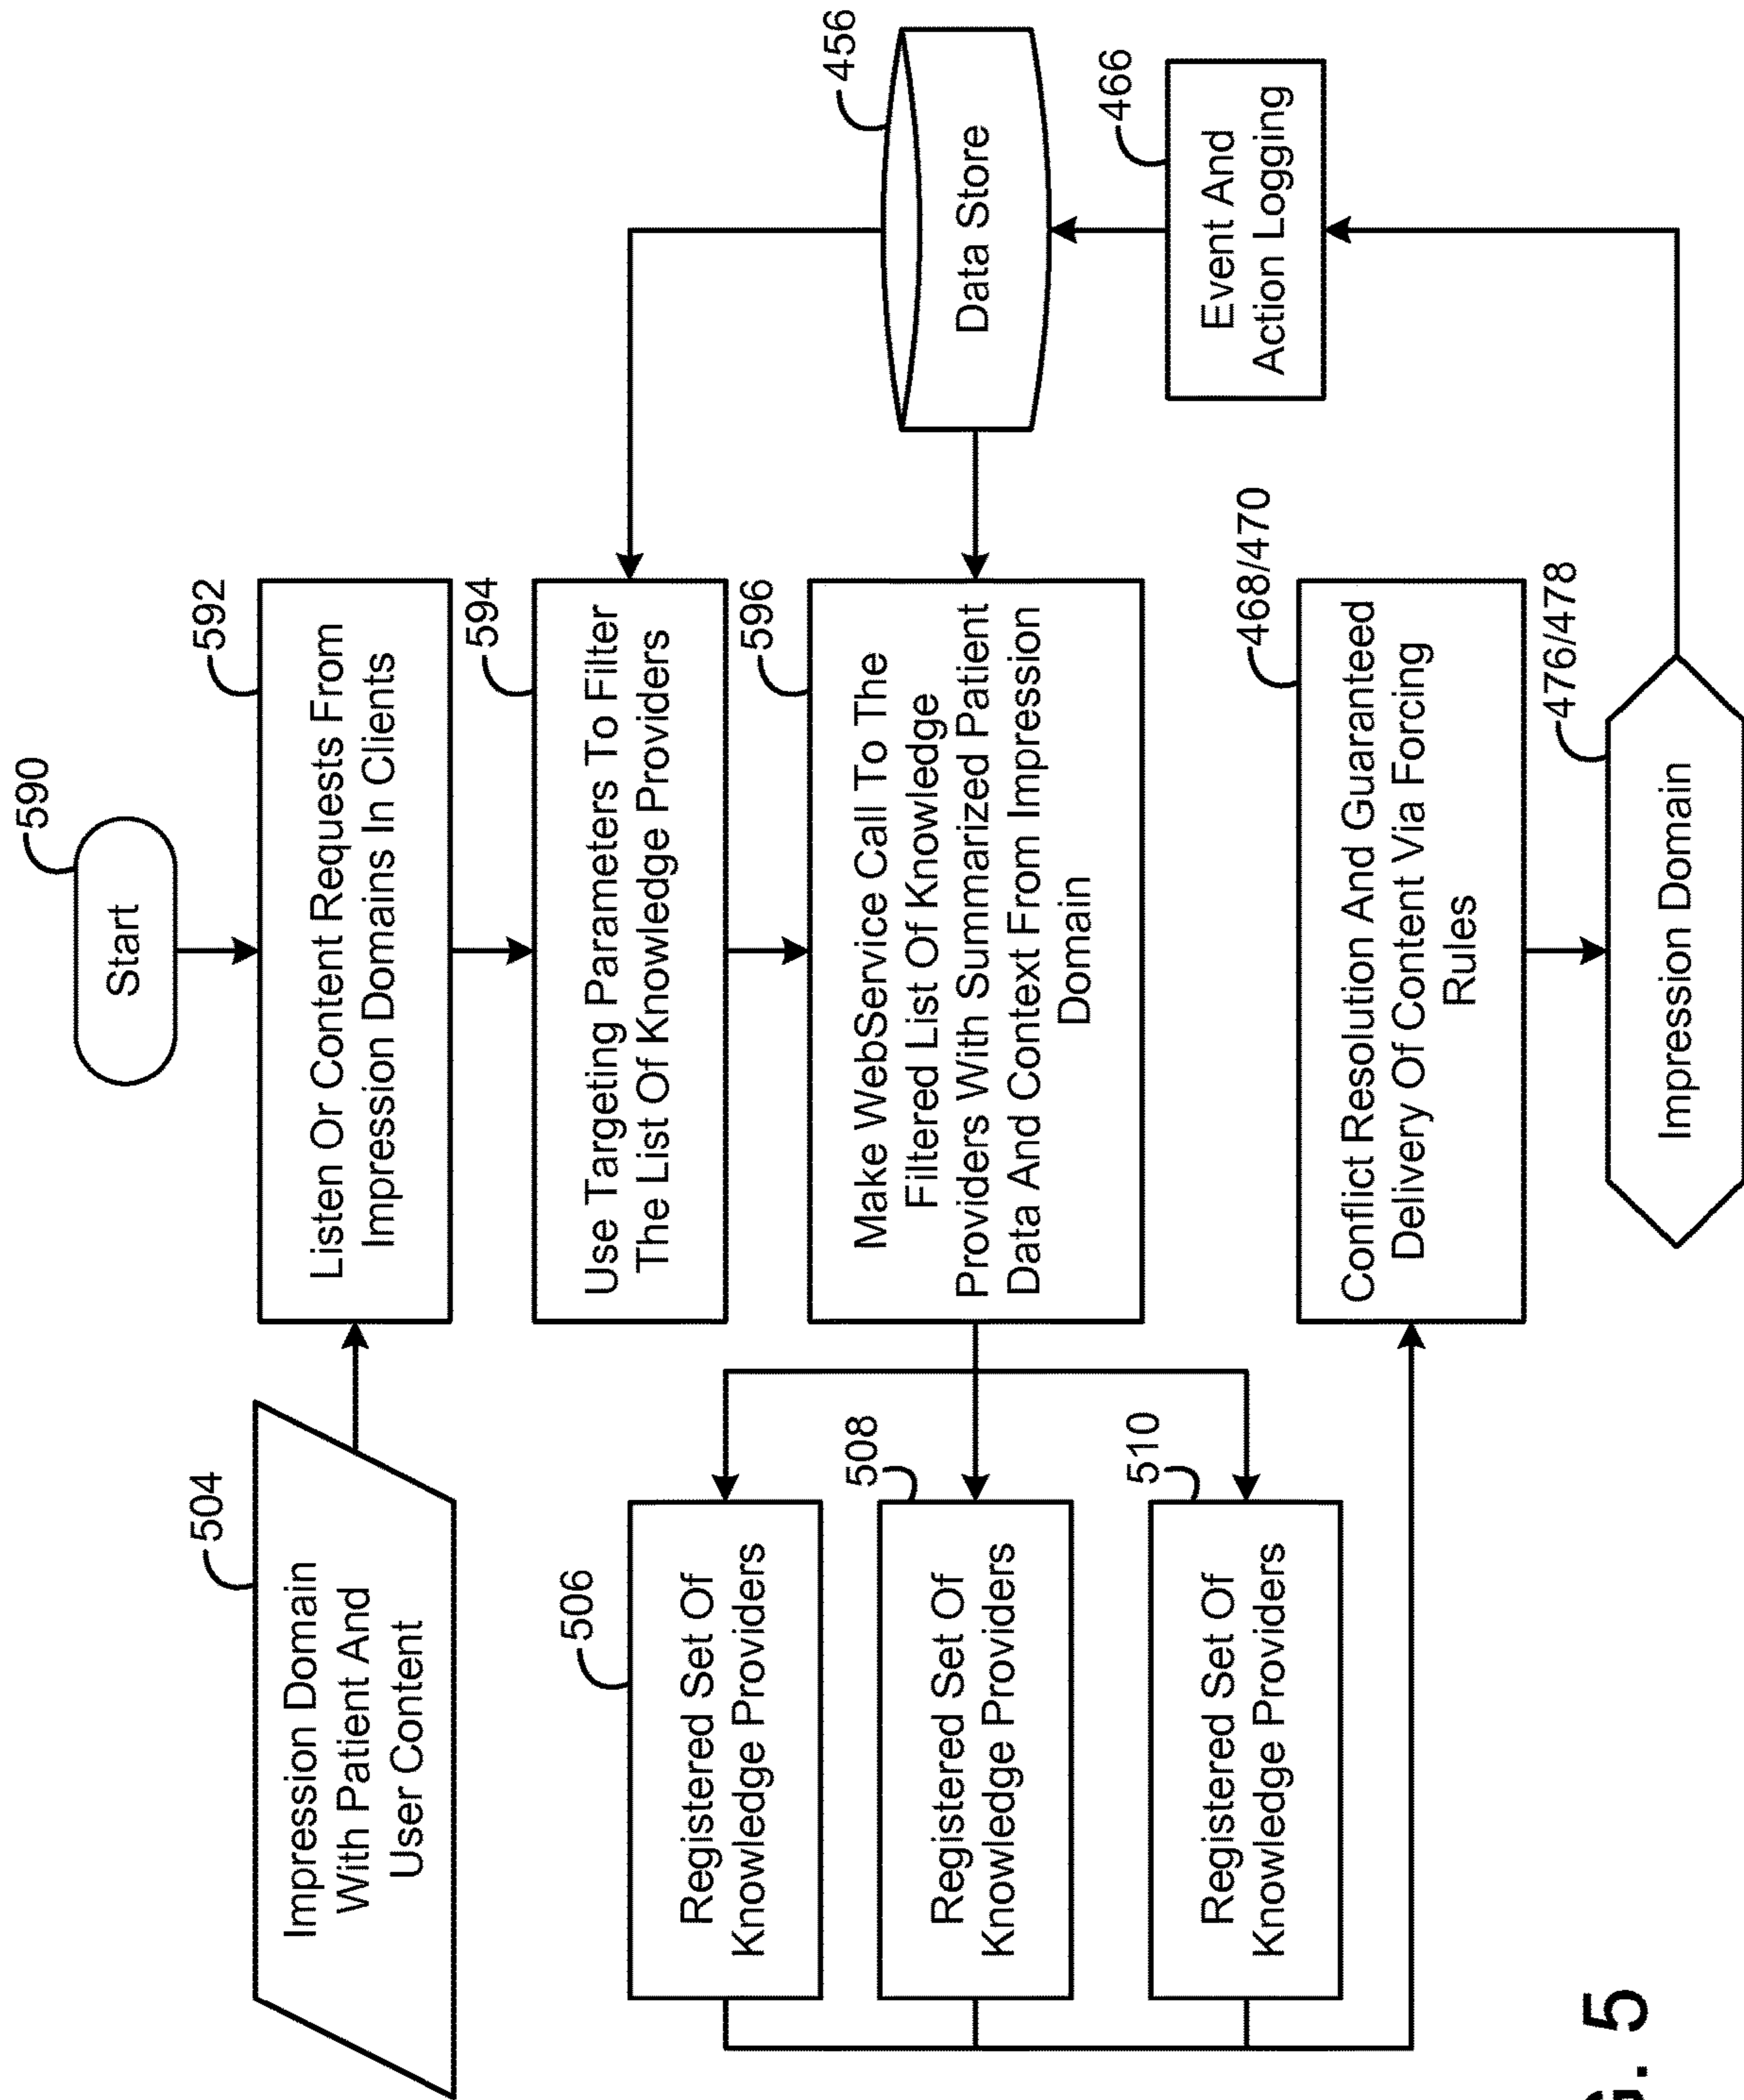 590
Start
592
Listen Or Content Requests From
Impression Domains In Clients
504
Impression Domain
With Patient And
User Content
594
Use Targeting Parameters To Filter
The List Of Knowledge Providers
596
Make WebService Call To The
Filtered List Of Knowledge
Providers With Summarized Patient
Data And Context From Impression
Domain
456
Data Store
466
Event And
Action Logging
506
Registered Set Of
Knowledge Providers
508
Registered Set Of
Knowledge Providers
510
Registered Set Of
Knowledge Providers
468/470
Conflict Resolution And Guaranteed
Delivery Of Content Via Forcing
Rules
476/478
Impression Domain
G. 5